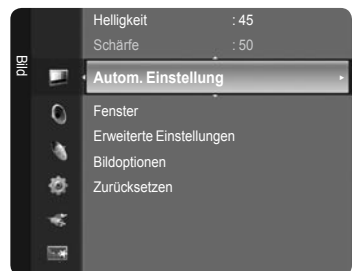 Bild
Helligkeit : 45
Schärfe : 50
Autom. Einstellung
Fenster
Erweiterte Einstellungen
Bildoptionen
Zurücksetzen